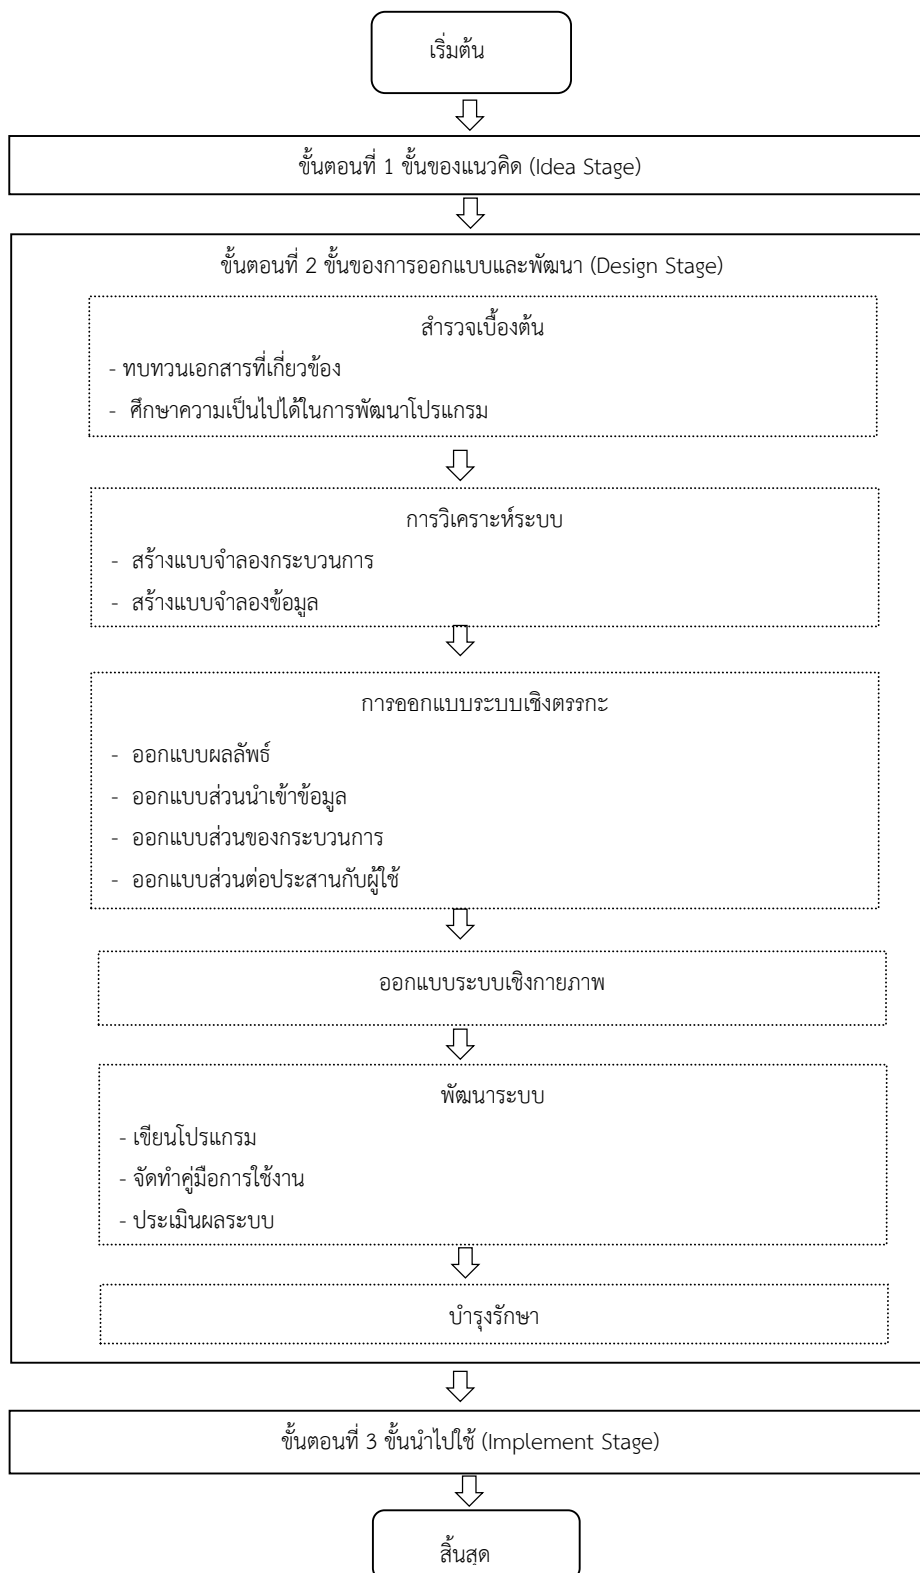 เริ่มต้น
ขั้นตอนที่ 1 ขั้นของแนวคิด (Idea Stage)
ขั้นตอนที่ 2 ขั้นของการออกแบบและพัฒนา (Design Stage)
สำรวจเบื้องต้น
- ทบทวนเอกสารที่เกี่ยวข้อง
- ศึกษาความเป็นไปได้ในการพัฒนาโปรแกรม
การวิเคราะห์ระบบ
- สร้างแบบจำลองกระบวนการ
- สร้างแบบจำลองข้อมูล
การออกแบบระบบเชิงตรรกะ
- ออกแบบผลลัพธ์
- ออกแบบส่วนนำเข้าข้อมูล
- ออกแบบส่วนของกระบวนการ
- ออกแบบส่วนต่อประสานกับผู้ใช้
ออกแบบระบบเชิงกายภาพ
พัฒนาระบบ
- เขียนโปรแกรม
- จัดทำคู่มือการใช้งาน
- ประเมินผลระบบ
บำรุงรักษา
ขั้นตอนที่ 3 ขั้นนำไปใช้ (Implement Stage)
สิ้นสุด